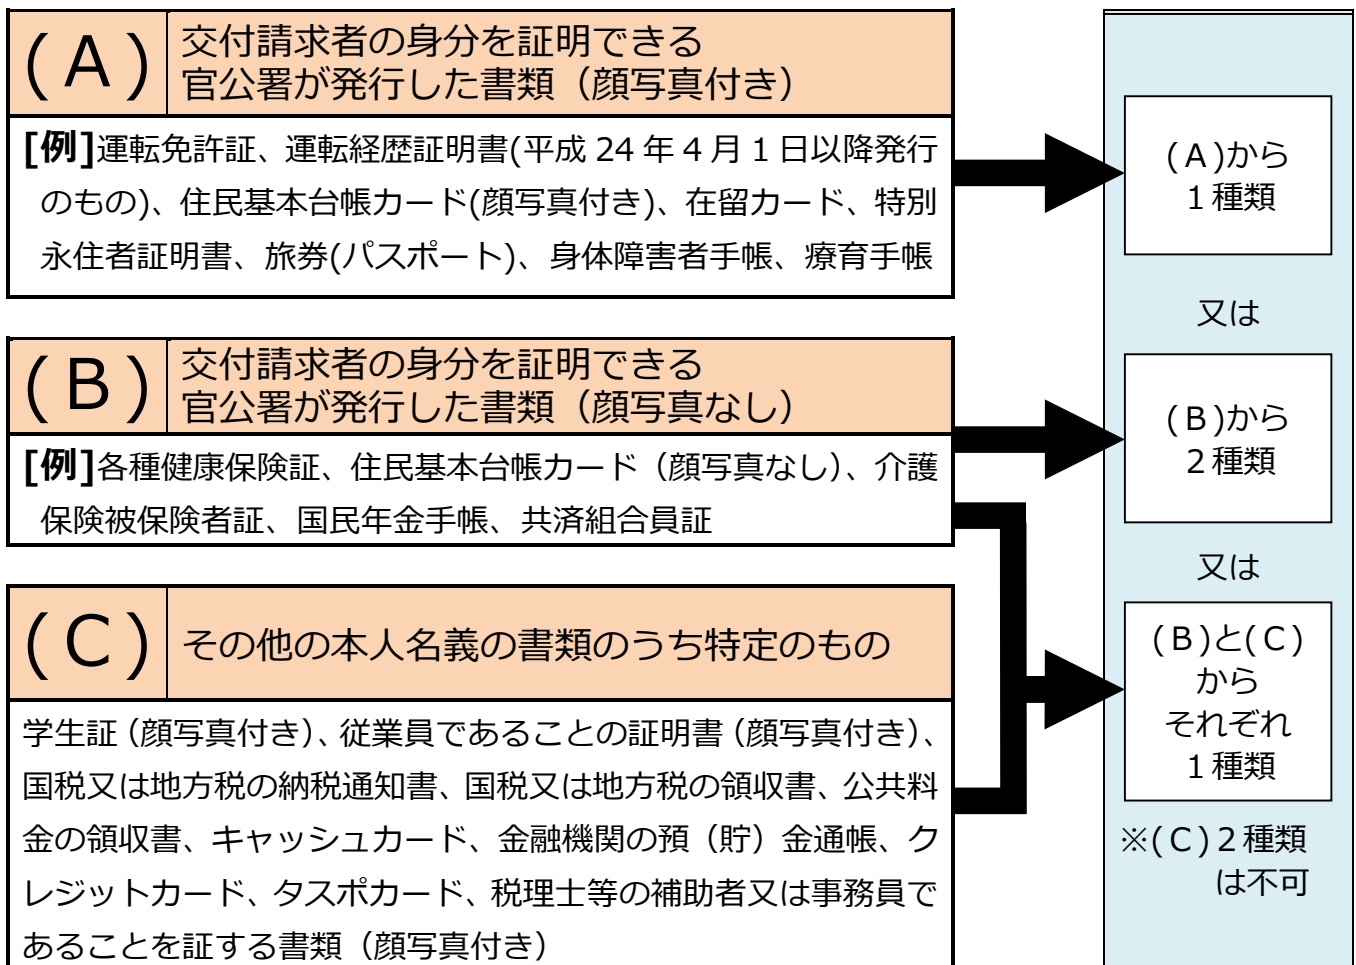 (A)
交付請求者の身分を証明できる
官公署が発行した書類（顔写真付き）
[例]運転免許証、運転経歴証明書(平成 24 年 4 月 1 日以降発行
のもの)、住民基本台帳カード(顔写真付き)、在留カード、特別
永住者証明書、旅券(パスポート)、身体障害者手帳、療育手帳
(A)から
1種類
又は
(B)
交付請求者の身分を証明できる
官公署が発行した書類（顔写真なし）
[例]各種健康保険証、住民基本台帳カード（顔写真なし）、介護
保険被保険者証、国民年金手帳、共済組合員証
(B)から
2種類
又は
(C)
その他の本人名義の書類のうち特定のもの
学生証（顔写真付き）、従業員であることの証明書（顔写真付き）、
国税又は地方税の納税通知書、国税又は地方税の領収書、公共料
金の領収書、キャッシュカード、金融機関の預（貯）金通帳、ク
レジットカード、タスポカード、税理士等の補助者又は事務員で
あることを証する書類（顔写真付き）
(B)と(C)
から
それぞれ
1種類
※(C)2種類
は不可